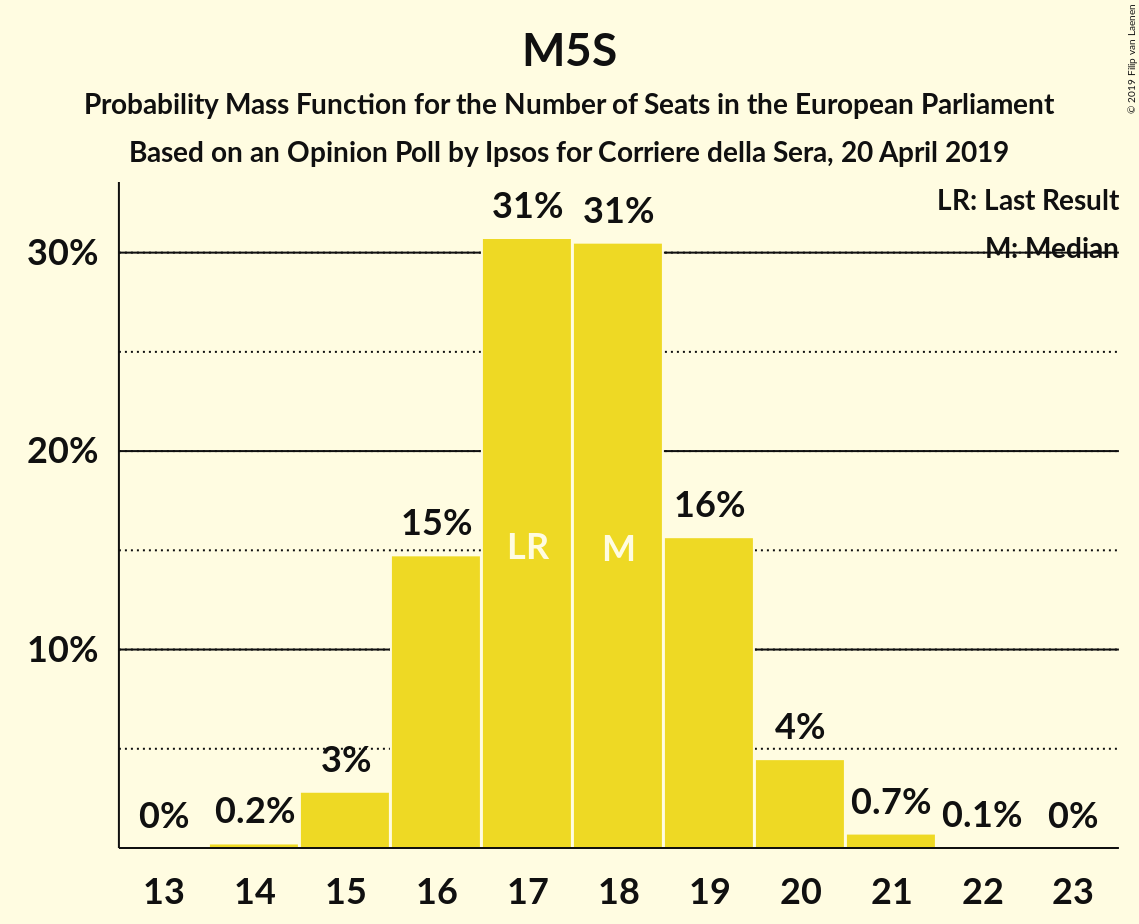 M5S
Probability Mass Function for the Number of Seats in the European Parliament
Based on an Opinion Poll by Ipsos for Corriere della Sera, 20 April 2019
© 2019 Filip van Laenen
LR: Last Result
M: Median
30%
20%
10%
0%
0.2%
3%
15%
31%
31%
16%
4%
0.7%
0.1%
0%
LR
M
13 14 15 16 17 18 19 20 21 22 23